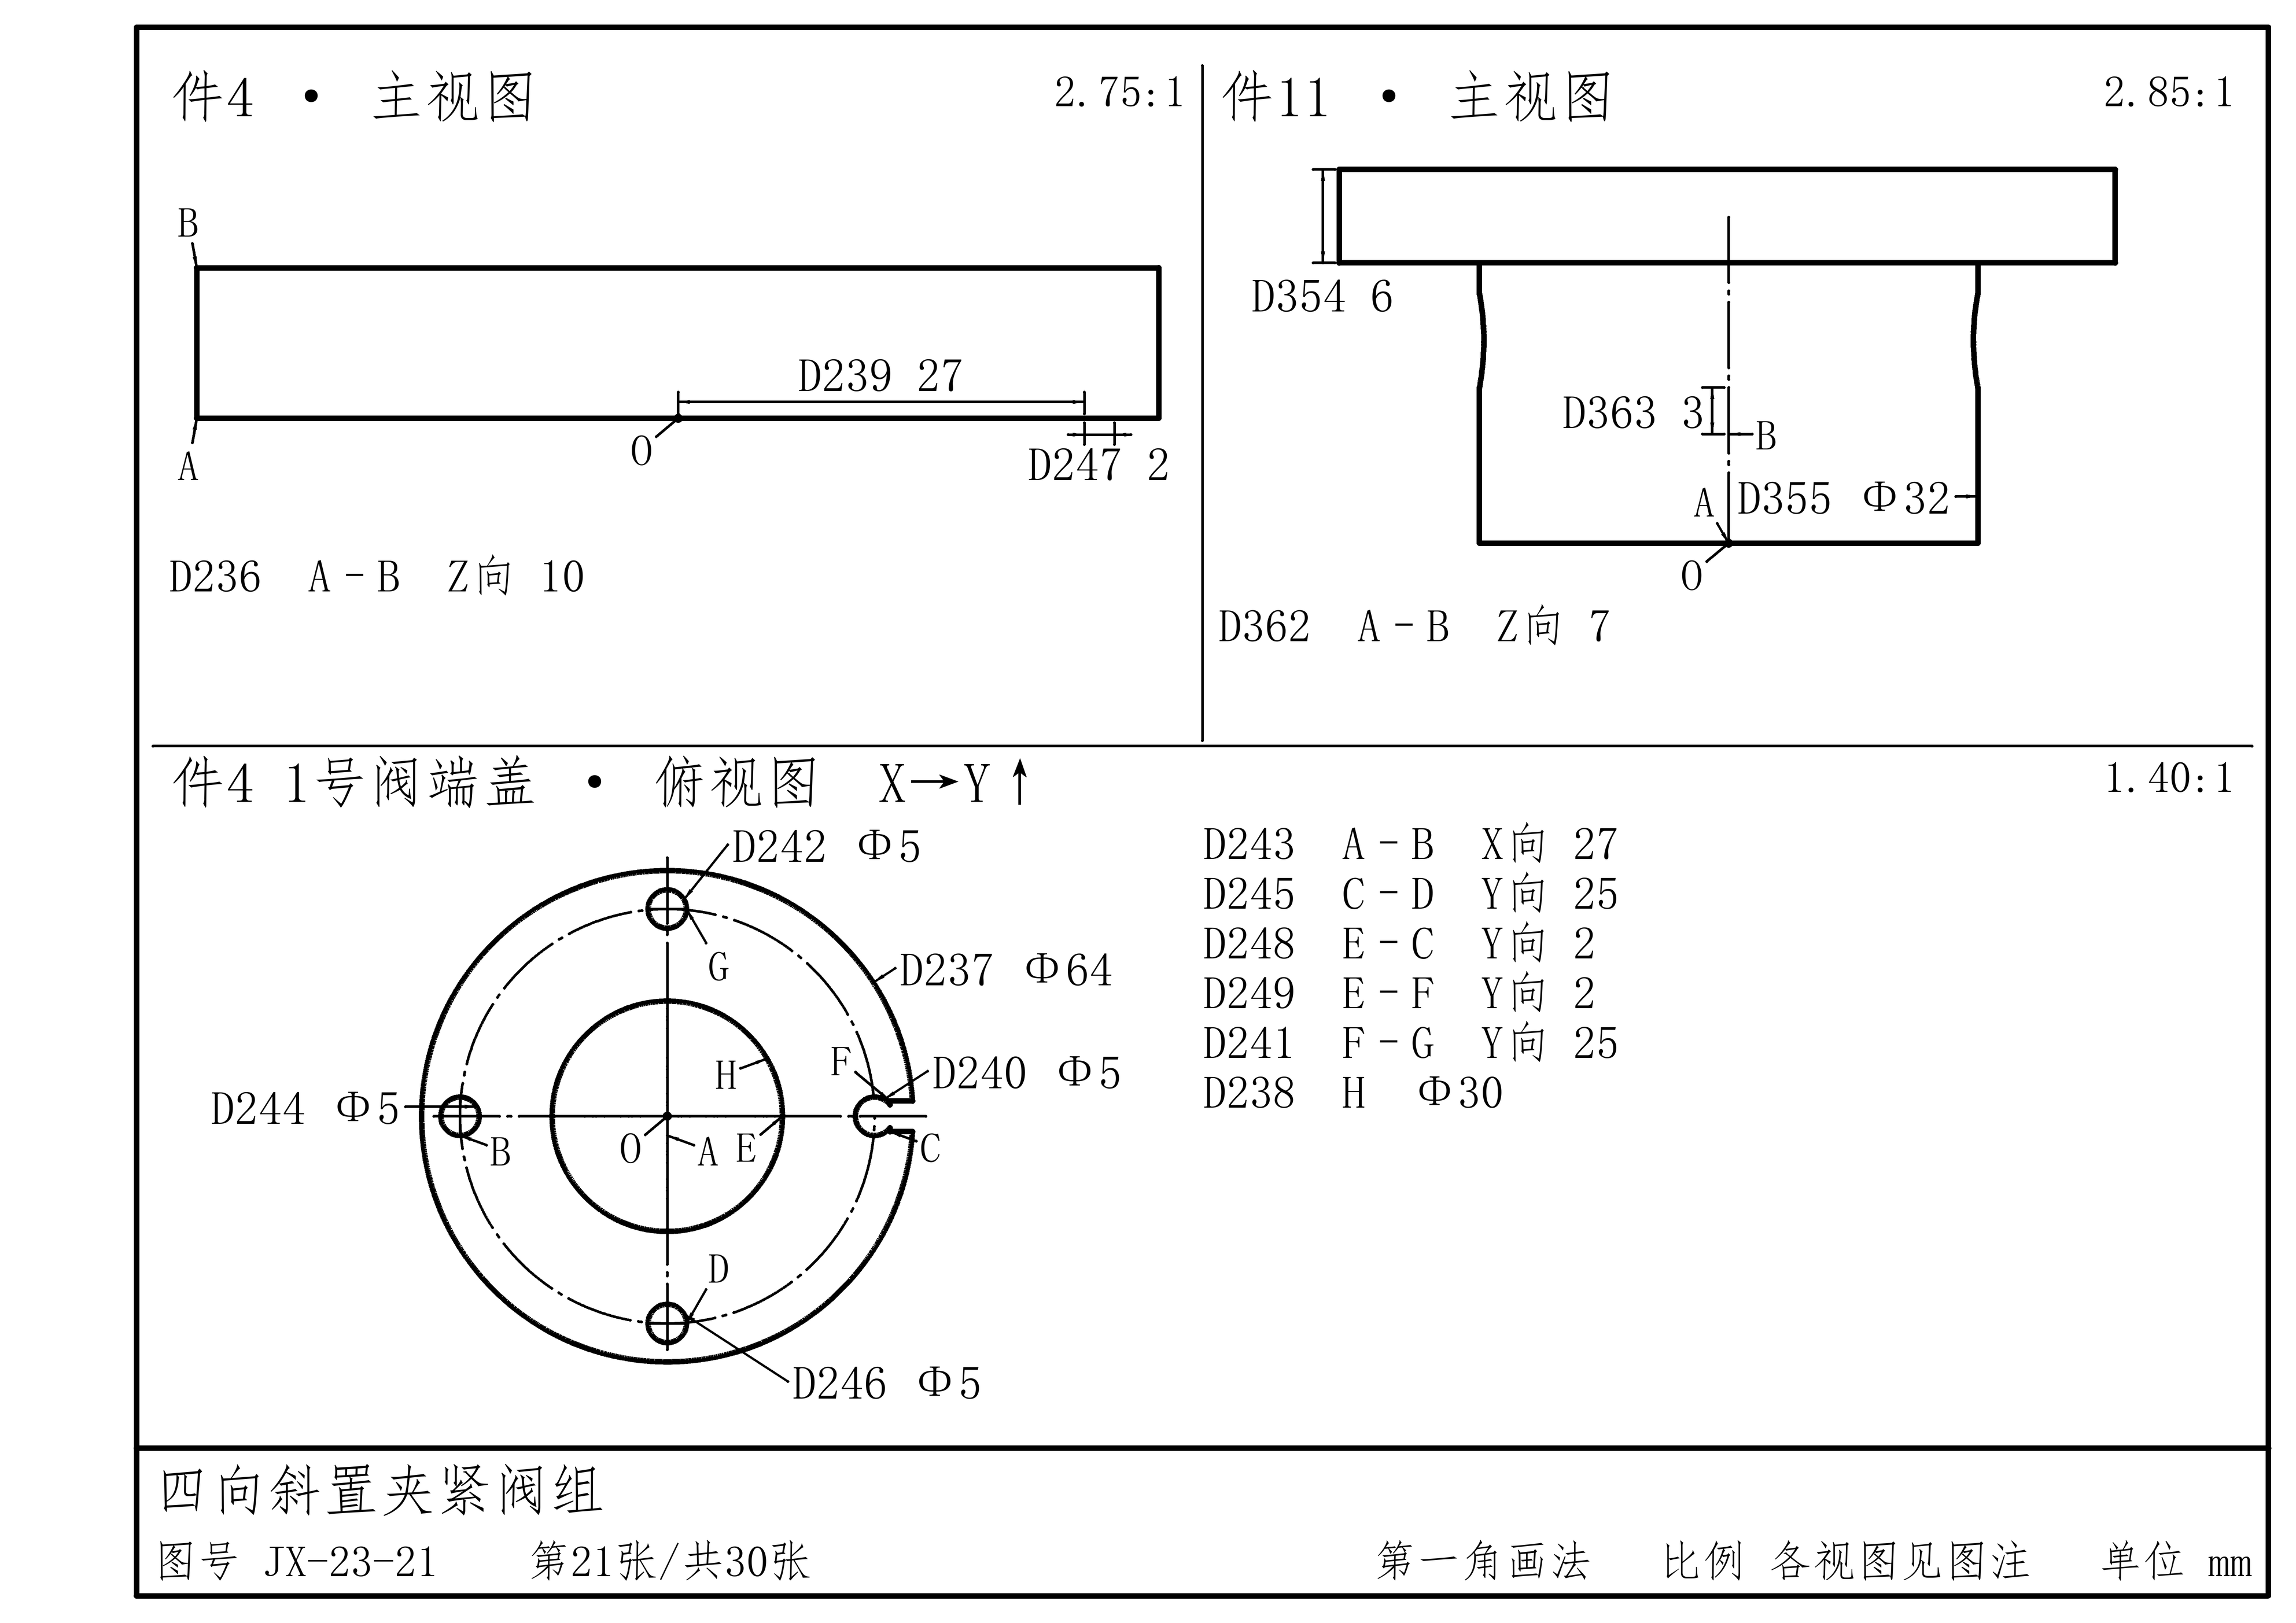 件4 · 主视图 2.75:1
B
D239 27
O
A
D247 2
D236 A-B Z向 10
件11 · 主视图 2.85:1
D354 6
D363 3
B
A
D355 Φ32
O
D362 A-B Z向 7
件4 1号阀端盖 · 俯视图 X→Y↑ 1.40:1
D242 Φ5
G
D237 Φ64
H
F
D240 Φ5
D244 Φ5
B
O
A
E
C
D
D246 Φ5
D243 A-B X向 27
D245 C-D Y向 25
D248 E-C Y向 2
D249 E-F Y向 2
D241 F-G Y向 25
D238 H Φ30
四向斜置夹紧阀组
图号 JX-23-21 第21张/共30张 第一角画法 比例 各视图见图注 单位 mm